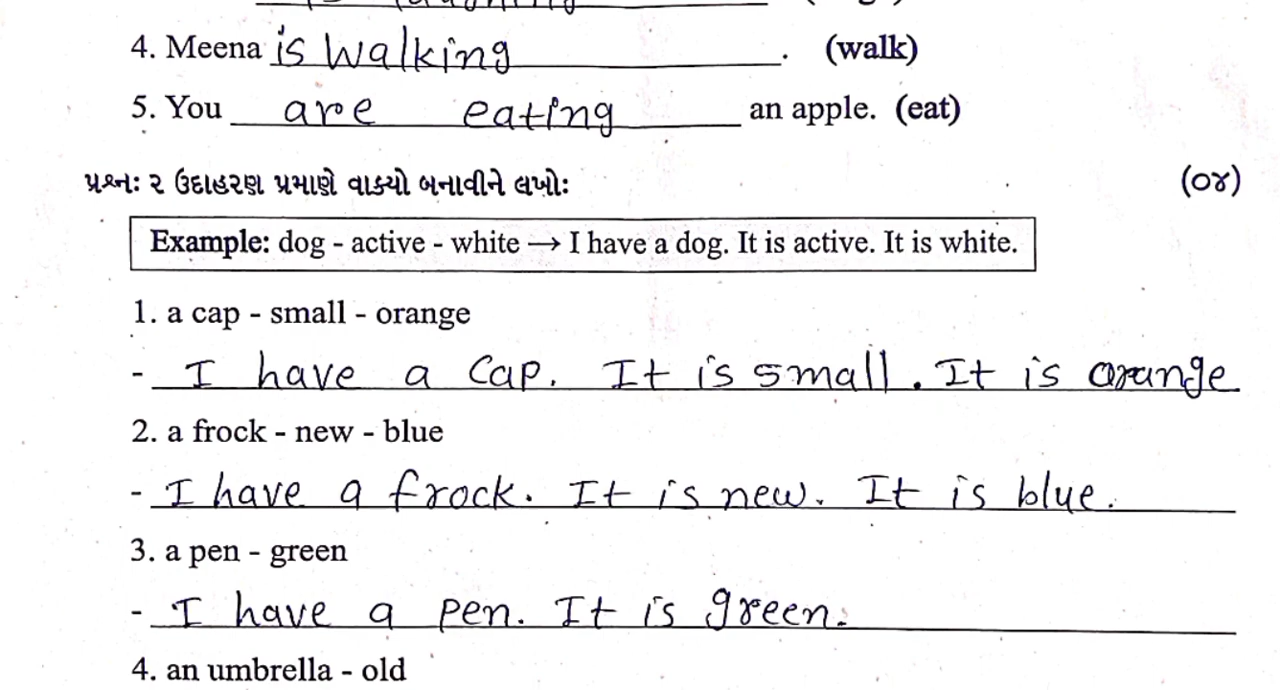 4. Meena is walking. (walk)
5. You are eating an apple. (eat)
પ્રશ્ન: ૨ ઉદાહરણ પ્રમાણે વાક્યો બનાવીને લખો: (૦૪)
Example: dog - active - white → I have a dog. It is active. It is white.
1. a cap - small - orange
- I have a cap. It is small. It is orange
2. a frock - new - blue
- I have a frock. It is new. It is blue.
3. a pen - green
- I have a pen. It is green.
4. an umbrella - old